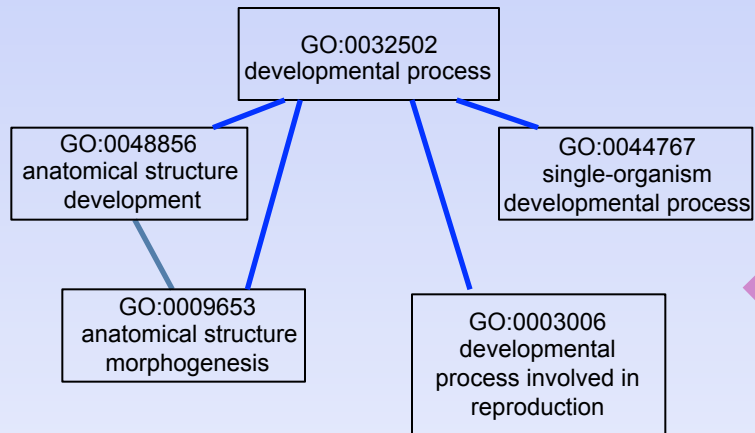 GO:0032502
developmental process
GO:0048856
anatomical structure
development
GO:0044767
single-organism
developmental process
GO:0009653
anatomical structure
morphogenesis
GO:0003006
developmental
process involved in
reproduction